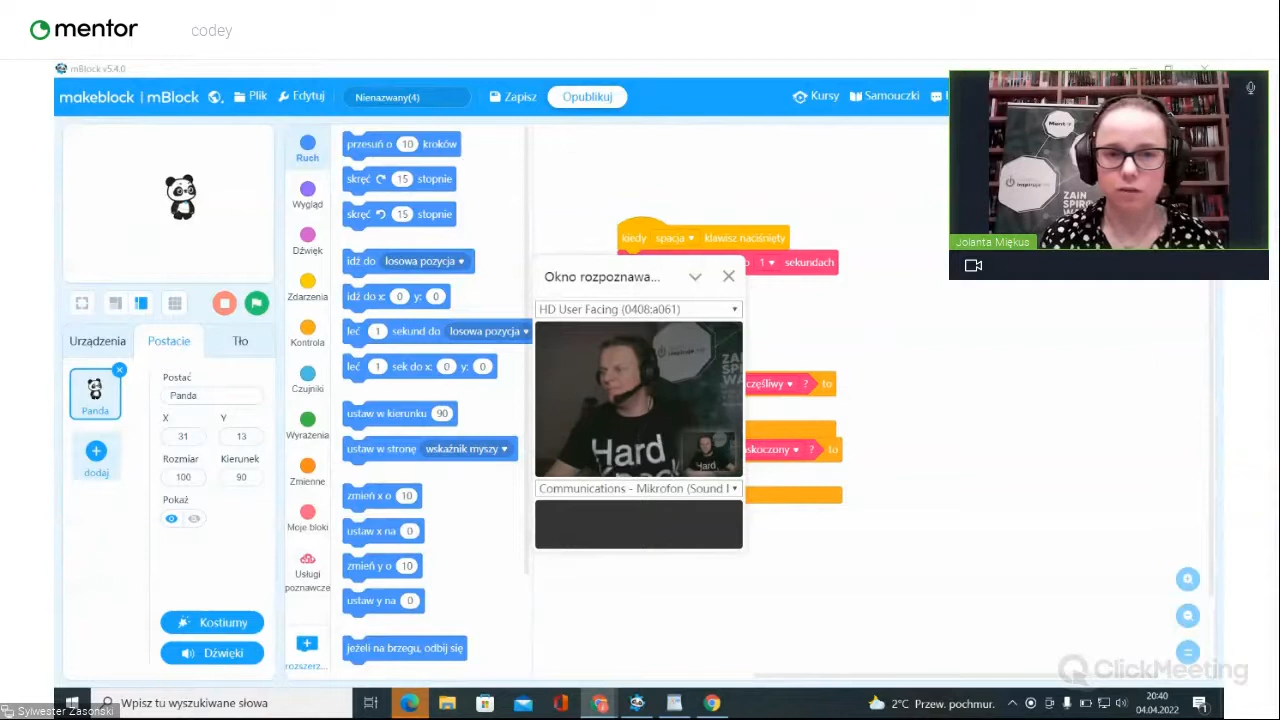 mentor codey
mBlock v5.4.0
makeblock | mBlock Plik Edytuj Nienazwany(4) Zapisz Opublikuj Kursy Samouczki
Jolanta Miękus
Urządzenia Postacie Tło
Panda
dodaj
Postać
Panda
X Y
31 13
Rozmiar Kierunek
100 90
Pokaż
Kostiumy
Dźwięki
Ruch
Wygląd
Dźwięk
Zdarzenia
Kontrola
Czujniki
Wyrażenia
Zmienne
Moje bloki
Usługi
poznawcze
rozszerz...
przesuń o 10 kroków
skręć 15 stopnie
skręć 15 stopnie
idź do losowa pozycja
idź do x: 0 y: 0
leć 1 sekund do losowa pozycja
leć 1 sek do x: 0 y: 0
ustaw w kierunku 90
ustaw w stronę wskaźnik myszy
zmień x o 10
ustaw x na 0
zmień y o 10
ustaw y na 0
jeżeli na brzegu, odbij się
kiedy spacja klawisz naciśnięty
o 1 sekundach
Okno rozpoznawa...
HD User Facing (0408:a061)
Hard
Communications - Mikrofon (Sound
częśliwy ? to
skoczony ? to
ClickMeeting
Wpisz tu wyszukiwane słowa
2°C Przew. pochmur.
20:40
04.04.2022
Sylwester Zasoński